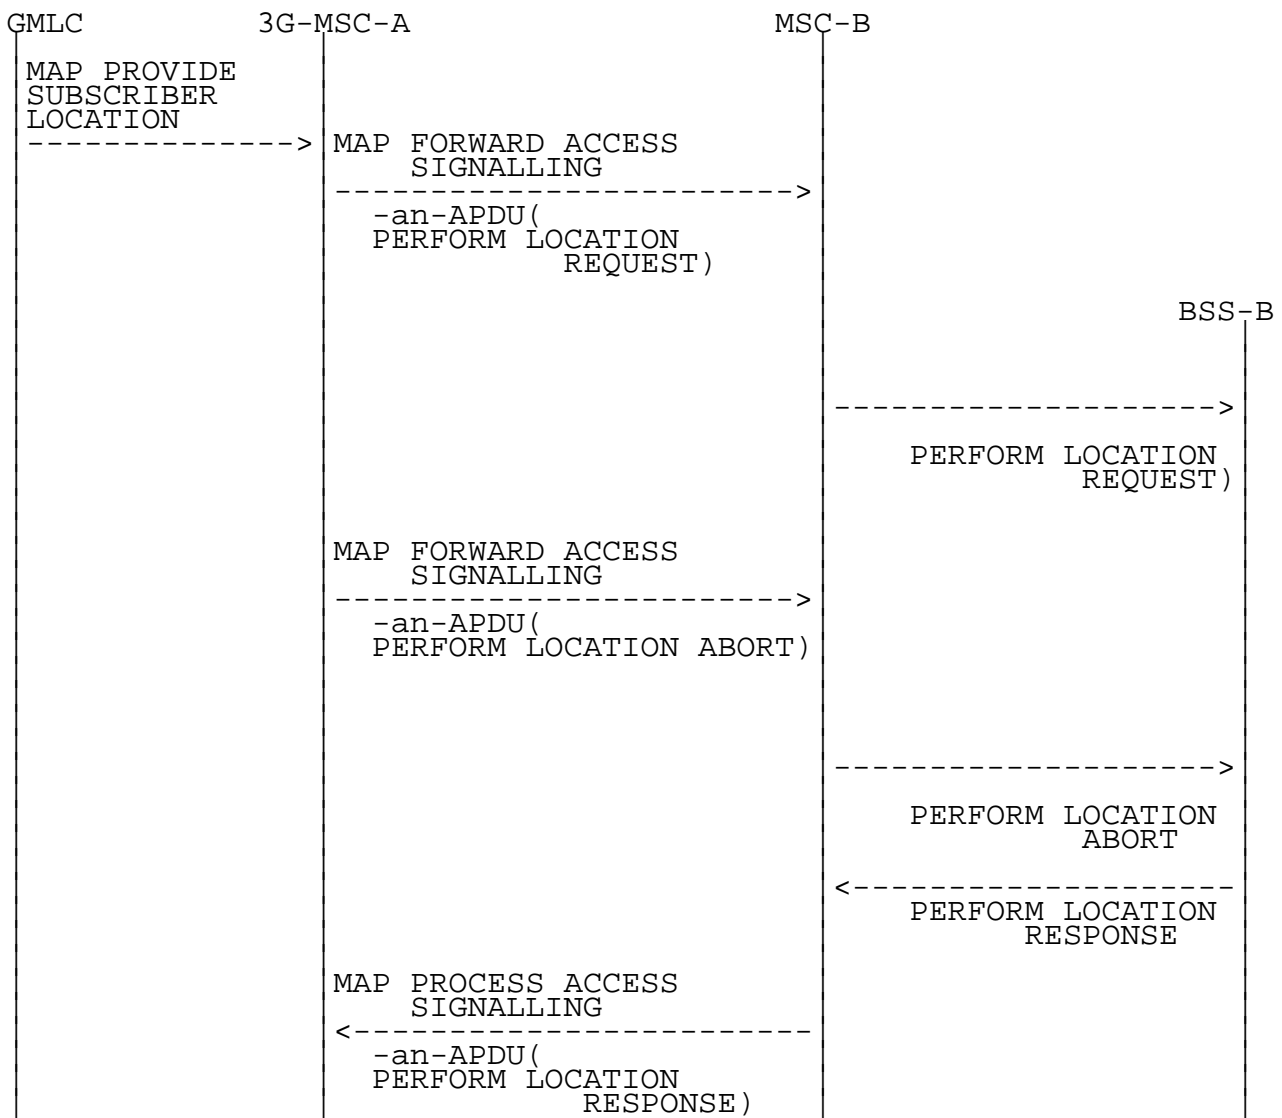 GMLC 3G-MSC-A MSC-B
MAP PROVIDE
SUBSCRIBER
LOCATION
--------------> MAP FORWARD ACCESS
SIGNALLING
------------------------>
-an-APDU(
PERFORM LOCATION
REQUEST)
BSS-B
-------------------->
PERFORM LOCATION
REQUEST)
MAP FORWARD ACCESS
SIGNALLING
------------------------>
-an-APDU(
PERFORM LOCATION ABORT)
-------------------->
PERFORM LOCATION
ABORT
<--------------------
PERFORM LOCATION
RESPONSE
MAP PROCESS ACCESS
SIGNALLING
<------------------------
-an-APDU(
PERFORM LOCATION
RESPONSE)